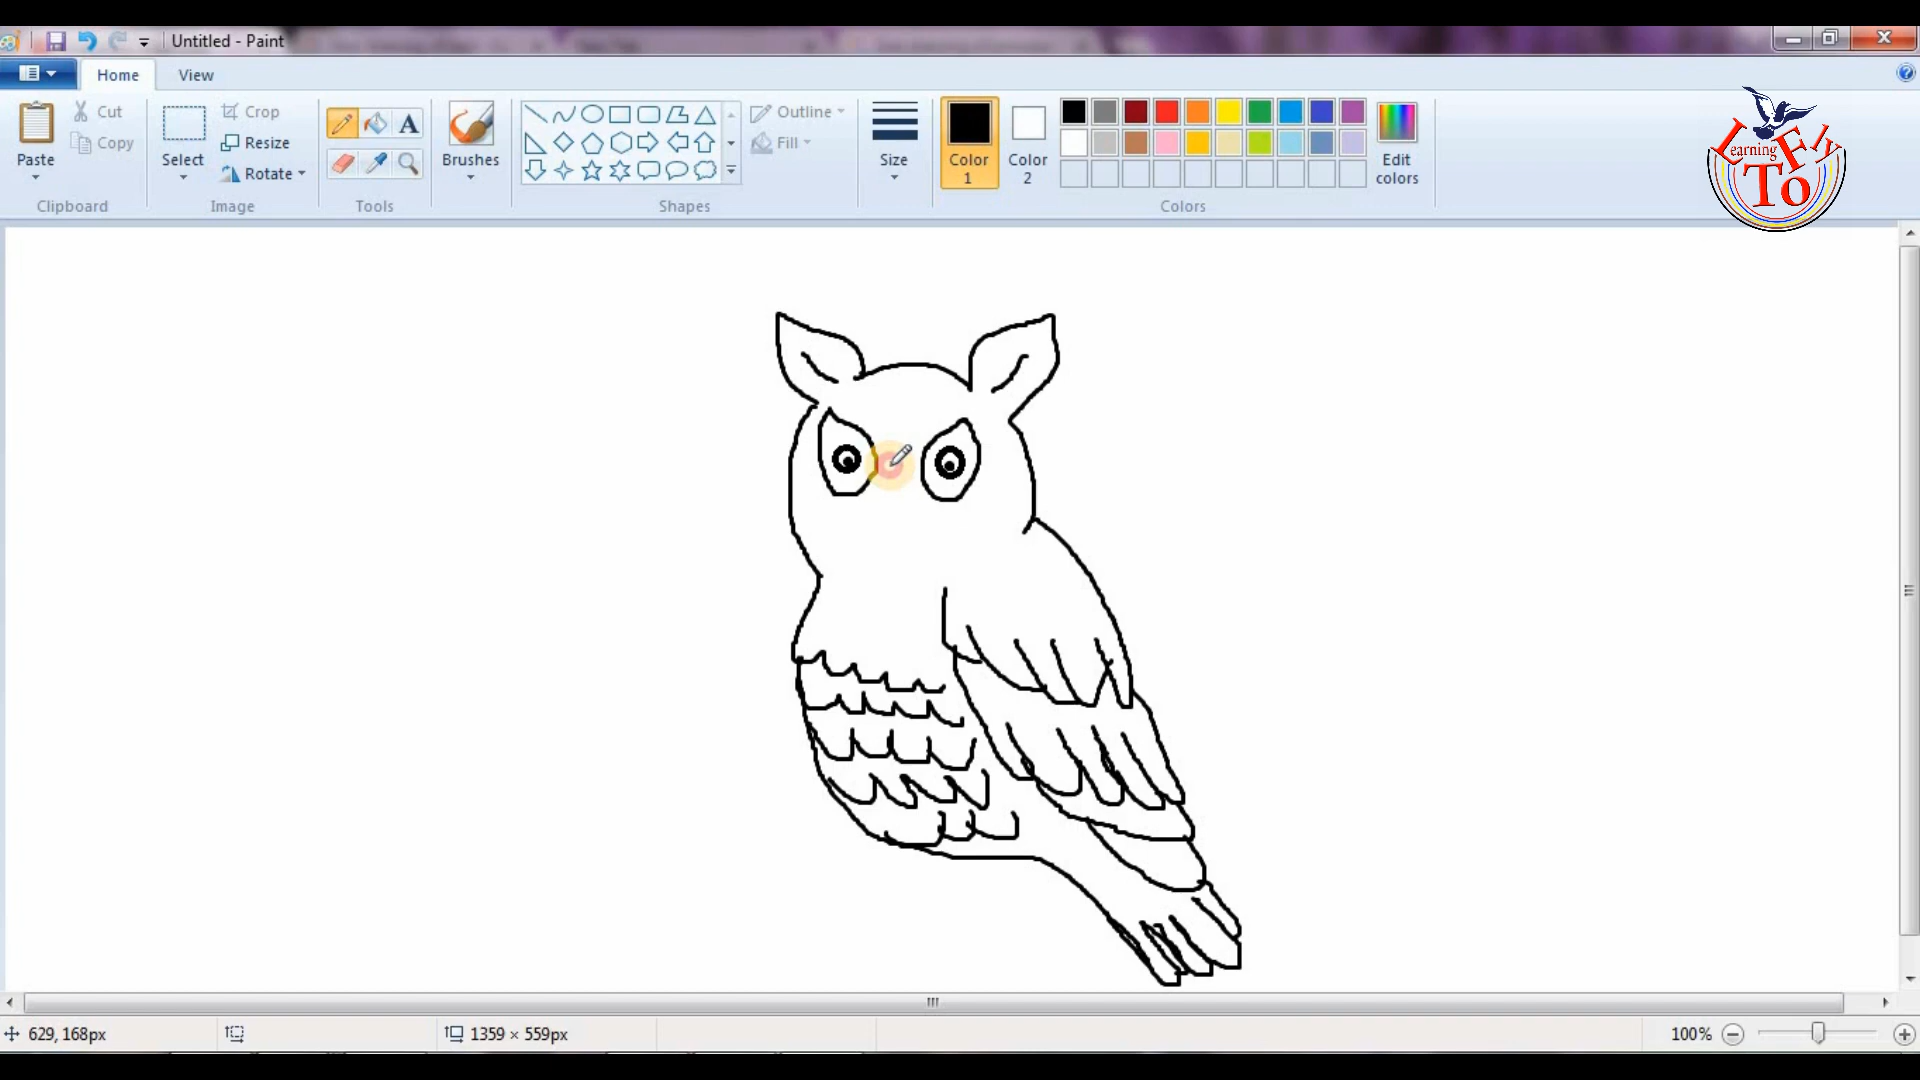 Untitled - Paint
Home View
Paste
Cut
Copy
Clipboard
Select
Crop
Resize
Rotate
Image
A
Tools
Brushes
Shapes
Outline
Fill
Size
Color
1
Color
2
Edit
colors
Colors
Learning
To
Fly
629, 168px
1359 × 559px
100%